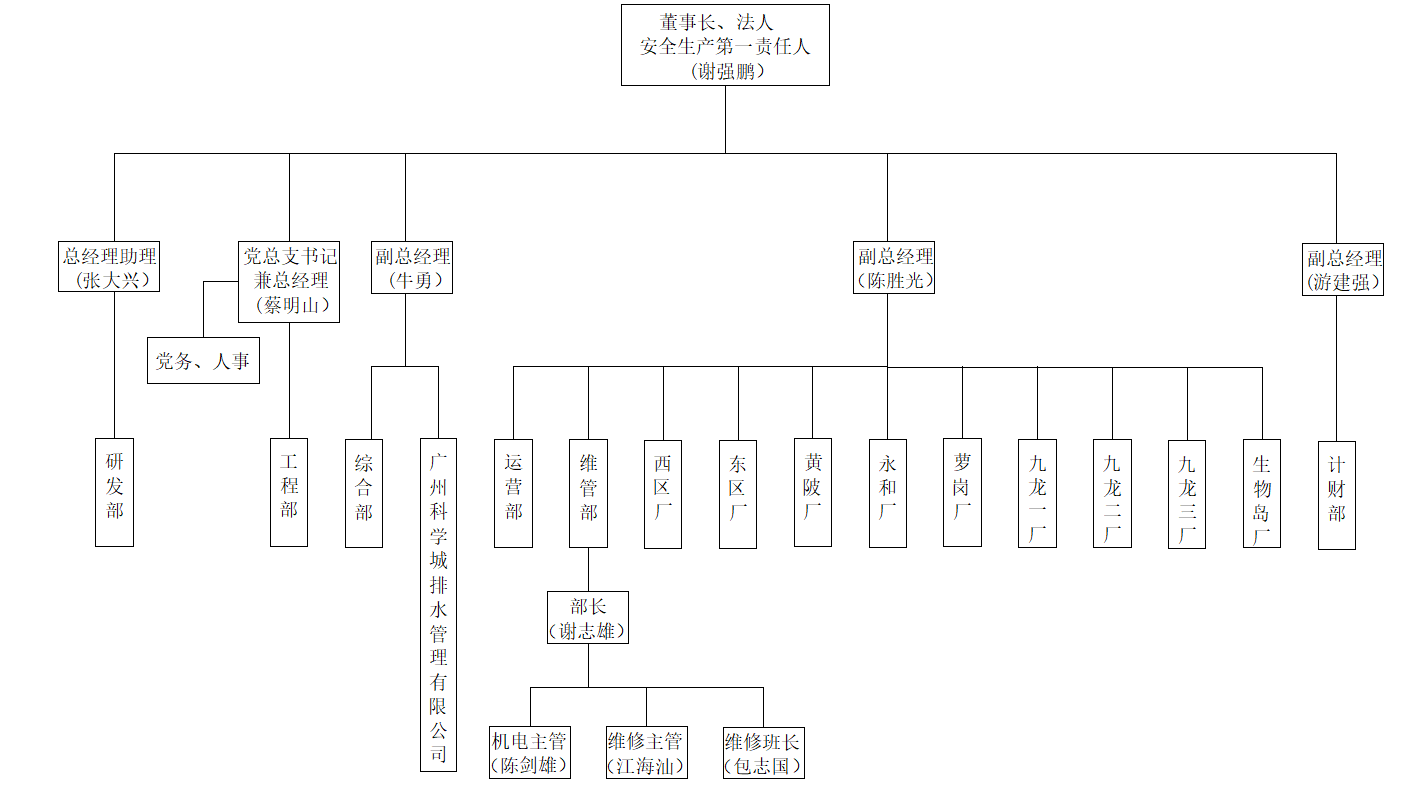 董事长、法人
安全生产第一责任人
(谢强鹏）
总经理助理
(张大兴）
党总支书记
兼总经理
(蔡明山）
副总经理
(牛勇）
副总经理
（陈胜光）
副总经理
(游建强）
党务、人事
研发部
工程部
综合部
广州科学城排水管理有限公司
运营部
维管部
西区厂
东区厂
黄陂厂
永和厂
萝岗厂
九龙一厂
九龙二厂
九龙三厂
生物岛厂
计财部
部长
（谢志雄）
机电主管
(陈剑雄）
维修主管
(江海汕）
维修班长
(包志国）